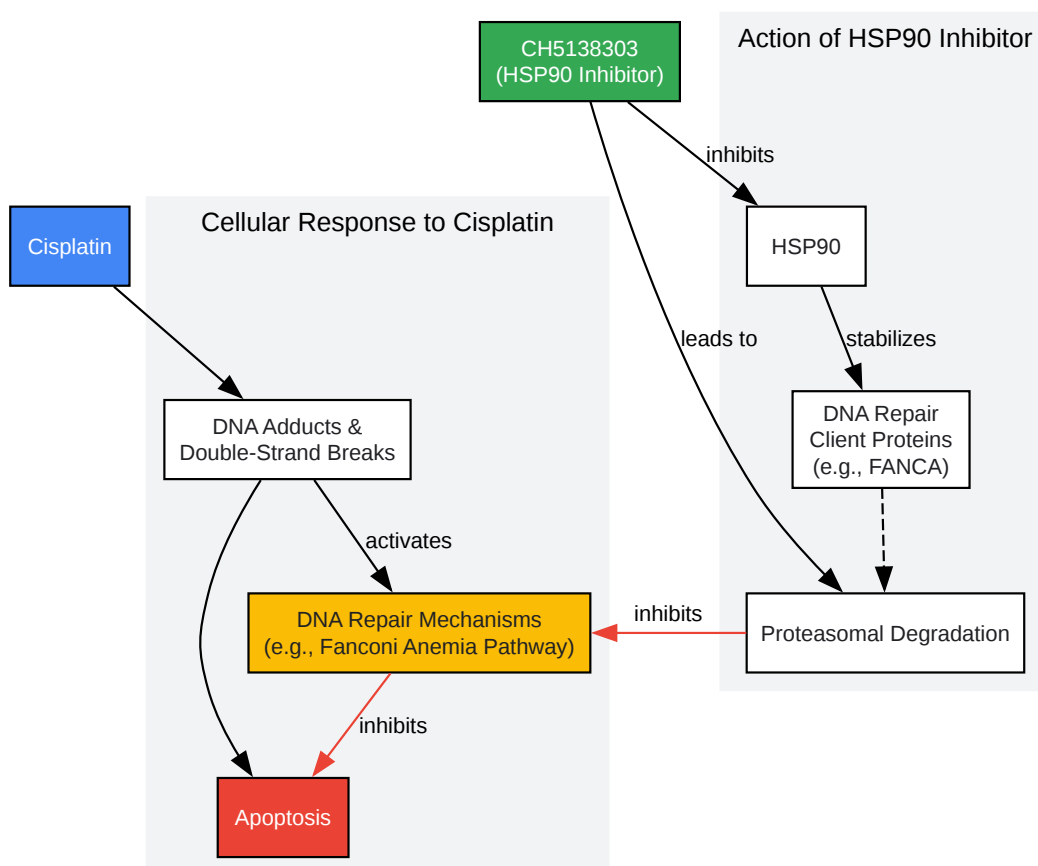 CH5138303
(HSP90 Inhibitor)
Action of HSP90 Inhibitor
inhibits
Cellular Response to Cisplatin
Cisplatin
HSP90
leads to
stabilizes
DNA Adducts &
Double-Strand Breaks
DNA Repair
Client Proteins
(e.g., FANCA)
activates
DNA Repair Mechanisms
(e.g., Fanconi Anemia Pathway)
inhibits
Proteasomal Degradation
inhibits
Apoptosis